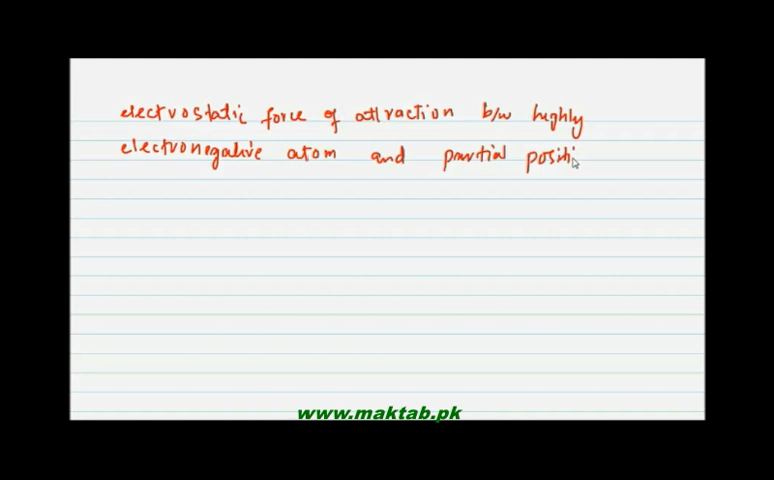 electrostatic force of attraction b/w highly
electronegative atom and partial positi
www.maktab.pk